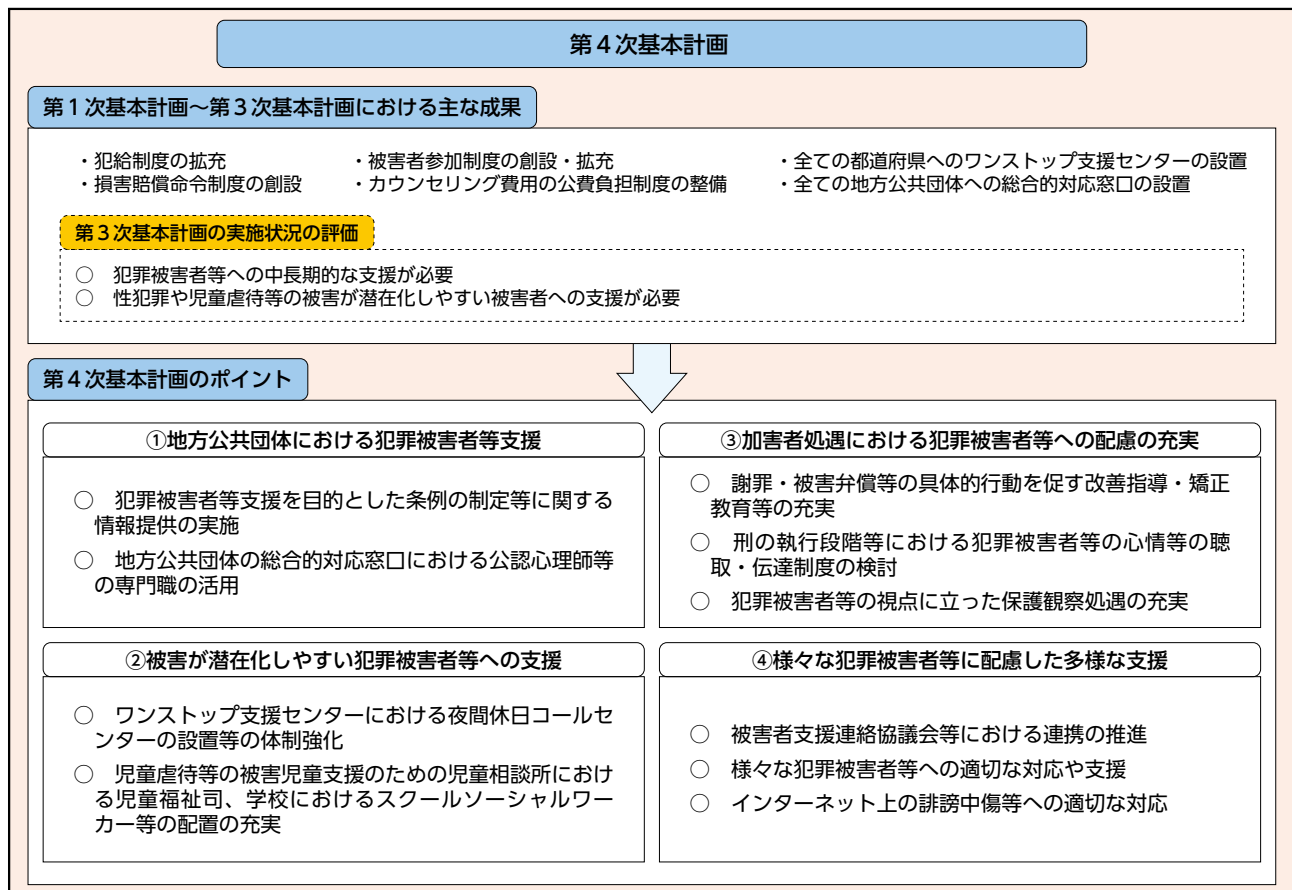 第4次基本計画
第1次基本計画～第3次基本計画における主な成果
・犯給制度の拡充
・損害賠償命令制度の創設
・被害者参加制度の創設・拡充
・カウンセリング費用の公費負担制度の整備
・全ての都道府県へのワンストップ支援センターの設置
・全ての地方公共団体への総合的対応窓口の設置
第3次基本計画の実施状況の評価
○　犯罪被害者等への中長期的な支援が必要
○　性犯罪や児童虐待等の被害が潜在化しやすい被害者への支援が必要
第4次基本計画のポイント
①地方公共団体における犯罪被害者等支援
○　犯罪被害者等支援を目的とした条例の制定等に関する
情報提供の実施
○　地方公共団体の総合的対応窓口における公認心理師等
の専門職の活用
②被害が潜在化しやすい犯罪被害者等への支援
○　ワンストップ支援センターにおける夜間休日コールセ
ンターの設置等の体制強化
○　児童虐待等の被害児童支援のための児童相談所におけ
る児童福祉司、学校におけるスクールソーシャルワー
カー等の配置の充実
③加害者処遇における犯罪被害者等への配慮の充実
○　謝罪・被害弁償等の具体的行動を促す改善指導・矯正
教育等の充実
○　刑の執行段階等における犯罪被害者等の心情等の聴
取・伝達制度の検討
○　犯罪被害者等の視点に立った保護観察処遇の充実
④様々な犯罪被害者等に配慮した多様な支援
○　被害者支援連絡協議会等における連携の推進
○　様々な犯罪被害者等への適切な対応や支援
○　インターネット上の誹謗中傷等への適切な対応